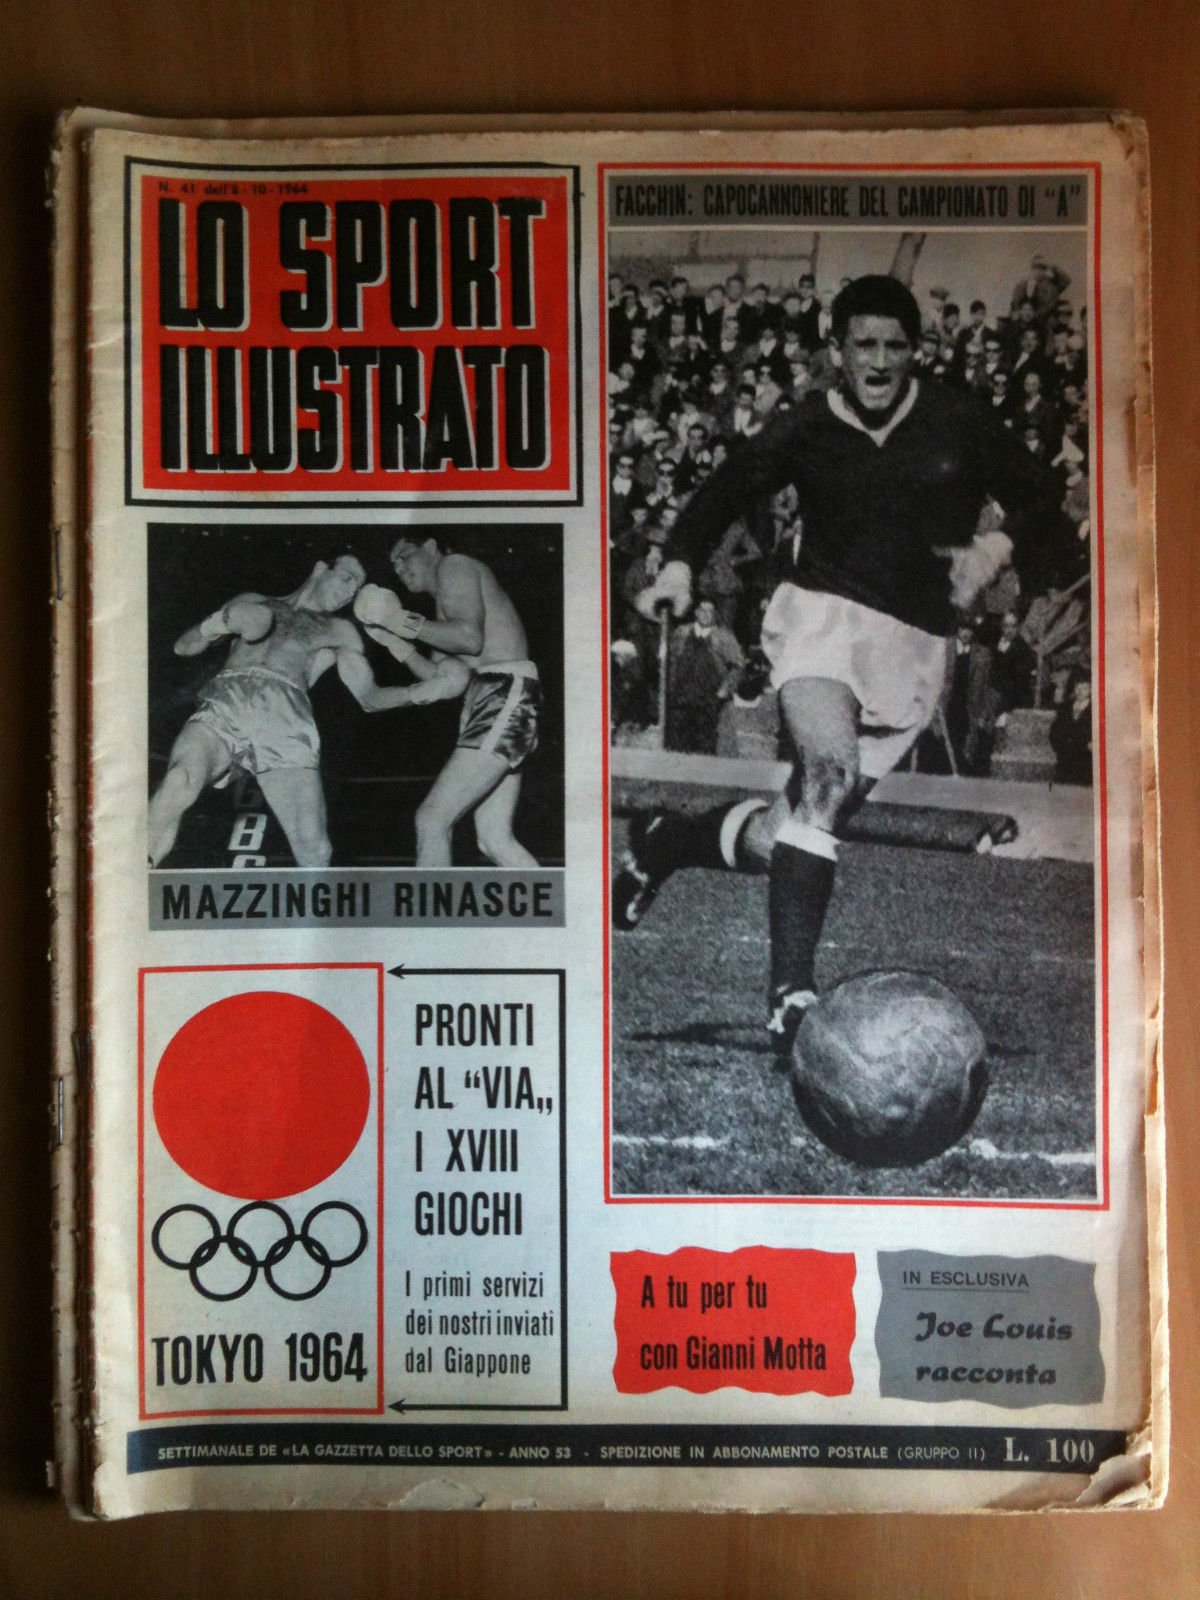 N. 41 dell'8 - 10 - 1964
LO SPORT
ILLUSTRATO
FACCHIN: CAPOCANNONIERE DEL CAMPIONATO DI "A"
MAZZINGHI RINASCE
TOKYO 1964
PRONTI
AL "VIA„
I XVIII
GIOCHI
I primi servizi
dei nostri inviati
dal Giappone
A tu per tu
con Gianni Motta
IN ESCLUSIVA
Joe Louis
racconta
SETTIMANALE DE «LA GAZZETTA DELLO SPORT» - ANNO 53 - SPEDIZIONE IN ABBONAMENTO POSTALE (GRUPPO II) L. 100